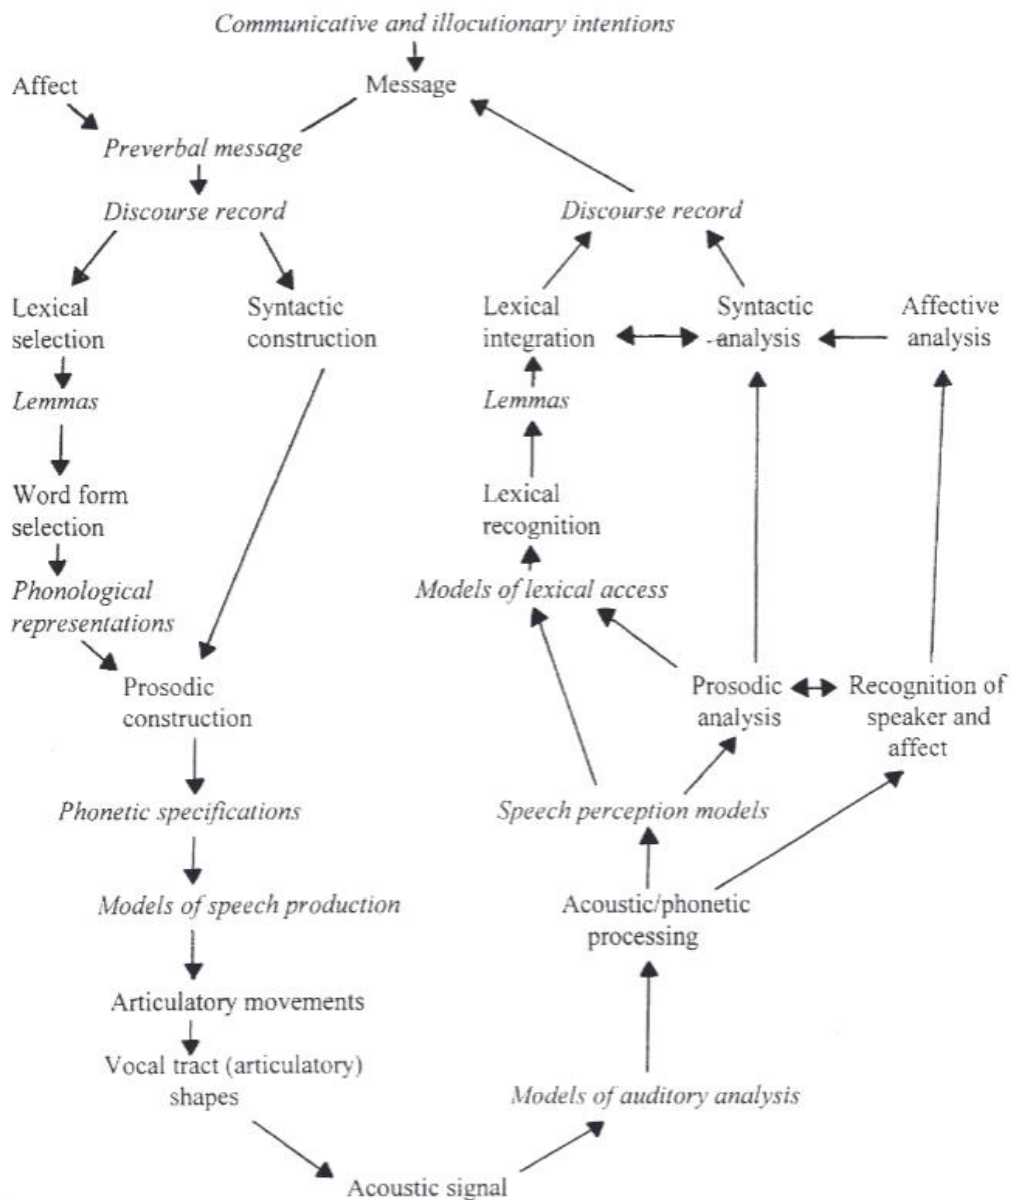 Communicative and illocutionary intentions
Affect
Message
Preverbal message
Discourse record
Discourse record
Lexical
selection
Syntactic
construction
Lexical
integration
Syntactic
analysis
Affective
analysis
Lemmas
Lemmas
Word form
selection
Lexical
recognition
Phonological
representations
Models of lexical access
Prosodic
construction
Prosodic
analysis
Recognition of
speaker and
affect
Phonetic specifications
Speech perception models
Models of speech production
Acoustic/phonetic
processing
Articulatory movements
Vocal tract (articulatory)
shapes
Models of auditory analysis
Acoustic signal